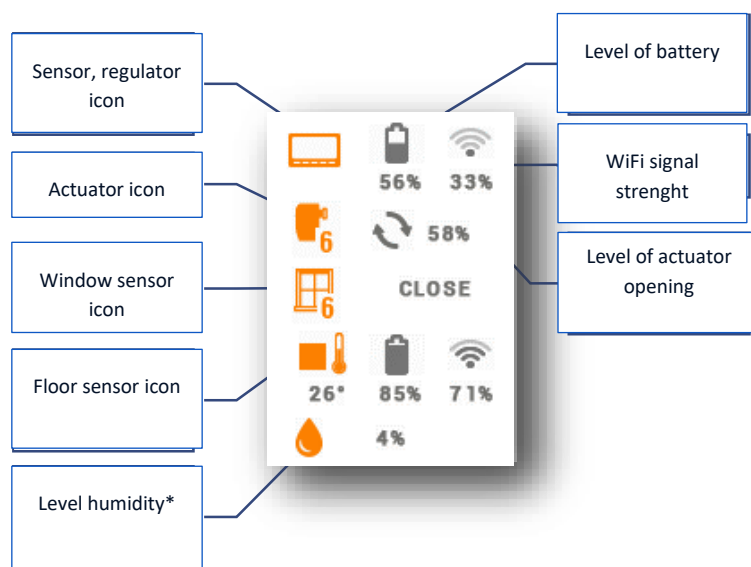 Sensor, regulator
icon
Actuator icon
Window sensor
icon
Floor sensor icon
Level humidity*
56% 33%
6 58%
6 CLOSE
26° 85% 71%
4%
Level of battery
WiFi signal
strenght
Level of actuator
opening